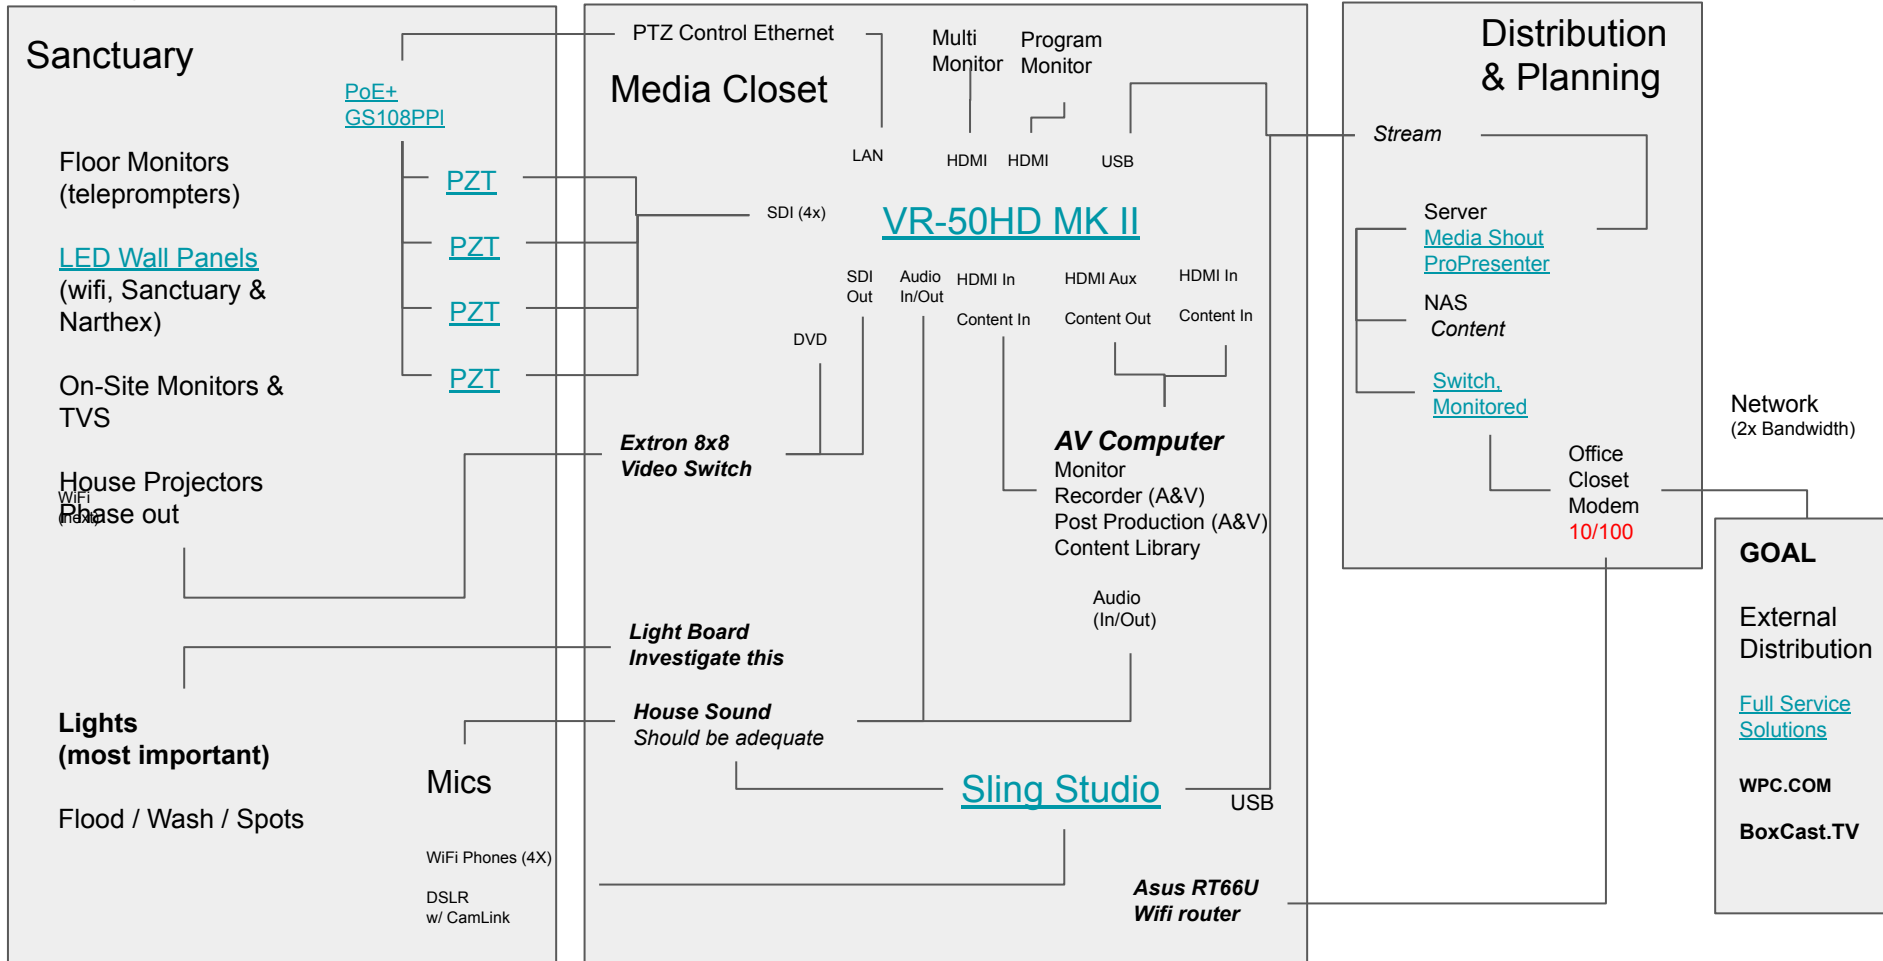 Sanctuary
PoE+
GS108PPI
Floor Monitors
(teleprompters)
LED Wall Panels
(wifi, Sanctuary &
Narthex)
On-Site Monitors &
TVS
House Projectors
Phase out
WiFi
(next)
PZT
PZT
PZT
PZT
Lights
(most important)
Flood / Wash / Spots
Mics
WiFi Phones (4X)
DSLR
w/ CamLink
PTZ Control Ethernet
Media Closet
Multi
Monitor
Program
Monitor
LAN
HDMI
HDMI
USB
SDI (4x)
VR-50HD MK II
SDI
Out
Audio
In/Out
HDMI In
Content In
HDMI Aux
Content Out
HDMI In
Content In
DVD
Extron 8x8
Video Switch
AV Computer
Monitor
Recorder (A&V)
Post Production (A&V)
Content Library
Audio
(In/Out)
Light Board
Investigate this
House Sound
Should be adequate
Sling Studio
USB
Asus RT66U
Wifi router
Distribution
& Planning
Stream
Server
Media Shout
ProPresenter
NAS
Content
Switch,
Monitored
Office
Closet
Modem
10/100
Network
(2x Bandwidth)
GOAL
External
Distribution
Full Service
Solutions
WPC.COM
BoxCast.TV